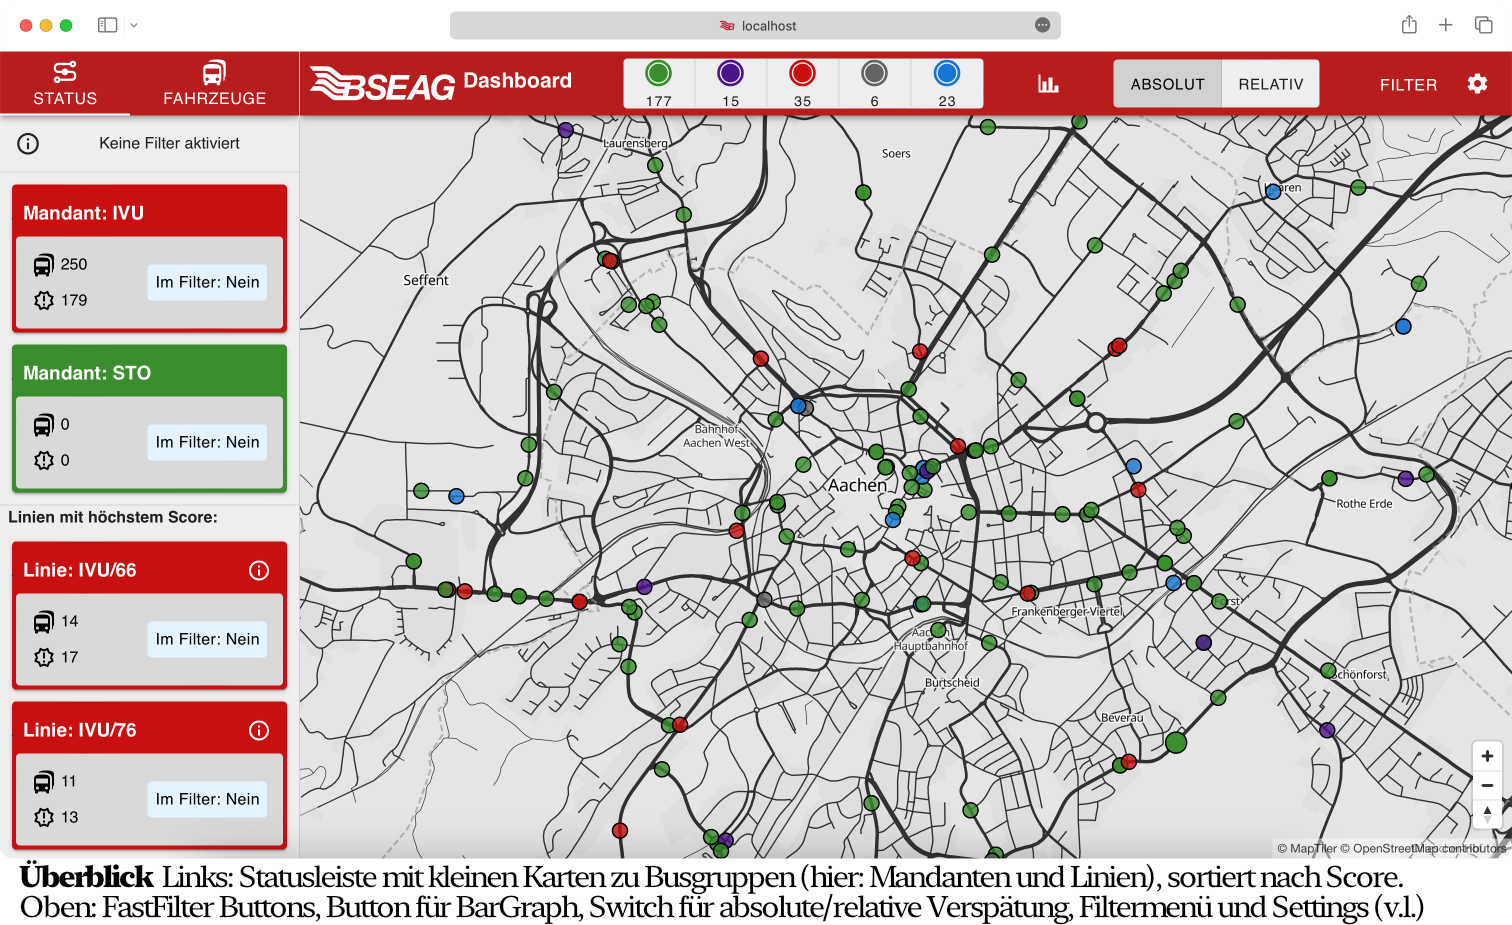 localhost
STATUS
FAHRZEUGE
BSEAG Dashboard
177
15
35
6
23
ABSOLUT
RELATIV
FILTER
Keine Filter aktiviert
Mandant: IVU
250
179
Im Filter: Nein
Mandant: STO
0
0
Im Filter: Nein
Linien mit höchstem Score:
Linie: IVU/66
14
17
Im Filter: Nein
Linie: IVU/76
11
13
Im Filter: Nein
Laurensberg
Soers
Haaren
Seffent
Bahnhof
Aachen West
Aachen
Rothe Erde
Frankenberger-Viertel
Forst
Aachen
Hauptbahnhof
Burtscheid
Schönforst
Beverau
© MapTiler © OpenStreetMap contributors
Überblick Links: Statusleiste mit kleinen Karten zu Busgruppen (hier: Mandanten und Linien), sortiert nach Score.
Oben: FastFilter Buttons, Button für BarGraph, Switch für absolute/relative Verspätung, Filtermenü und Settings (v.l.)